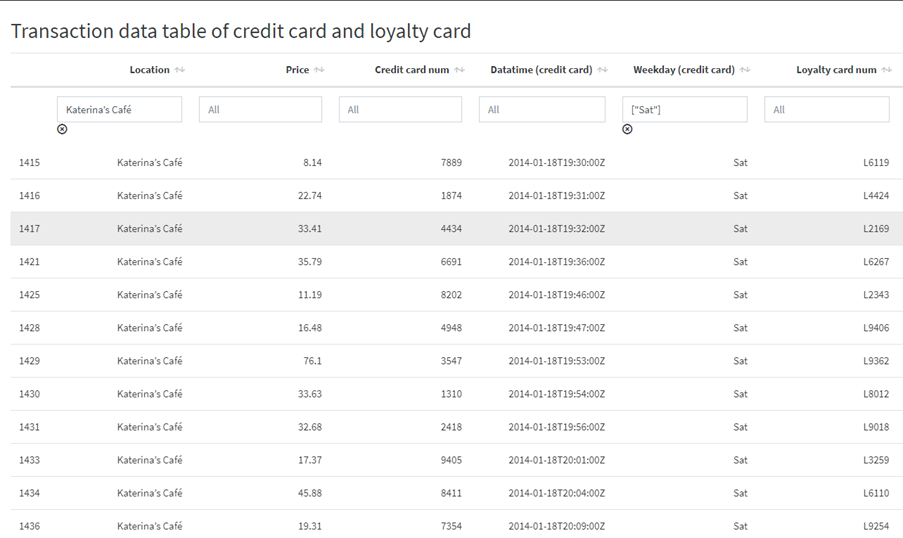 Transaction data table of credit card and loyalty card
Location Price Credit card num Datatime (credit card) Weekday (credit card) Loyalty card num
Katerina's Café All All All ["Sat"] All
1415 Katerina's Café 8.14 7889 2014-01-18T19:30:00Z Sat L6119
1416 Katerina's Café 22.74 1874 2014-01-18T19:31:00Z Sat L4424
1417 Katerina's Café 33.41 4434 2014-01-18T19:32:00Z Sat L2169
1421 Katerina's Café 35.79 6691 2014-01-18T19:36:00Z Sat L6267
1425 Katerina's Café 11.19 8202 2014-01-18T19:46:00Z Sat L2343
1428 Katerina's Café 16.48 4948 2014-01-18T19:47:00Z Sat L9406
1429 Katerina's Café 76.1 3547 2014-01-18T19:53:00Z Sat L9362
1430 Katerina's Café 33.63 1310 2014-01-18T19:54:00Z Sat L8012
1431 Katerina's Café 32.68 2418 2014-01-18T19:56:00Z Sat L9018
1433 Katerina's Café 17.37 9405 2014-01-18T20:01:00Z Sat L3259
1434 Katerina's Café 45.88 8411 2014-01-18T20:04:00Z Sat L6110
1436 Katerina's Café 19.31 7354 2014-01-18T20:09:00Z Sat L9254